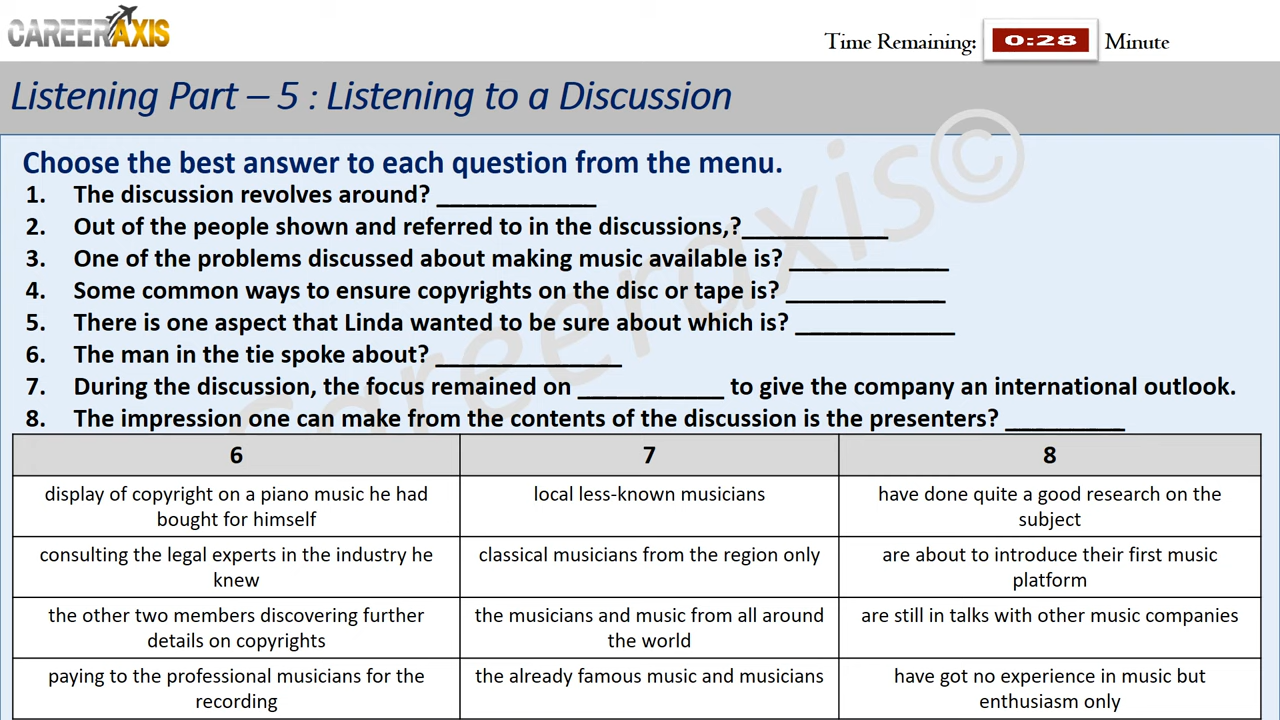 CAREERAXIS
Time Remaining: 0:28 Minute
Listening Part – 5 : Listening to a Discussion
Choose the best answer to each question from the menu.
1. The discussion revolves around? ____________
2. Out of the people shown and referred to in the discussions,?___________
3. One of the problems discussed about making music available is? ____________
4. Some common ways to ensure copyrights on the disc or tape is? ____________
5. There is one aspect that Linda wanted to be sure about which is? ____________
6. The man in the tie spoke about? ______________
7. During the discussion, the focus remained on ___________ to give the company an international outlook.
8. The impression one can make from the contents of the discussion is the presenters? _________
careeraxis©
6 7 8
display of copyright on a piano music he had
bought for himself
local less-known musicians
have done quite a good research on the
subject
consulting the legal experts in the industry he
knew
classical musicians from the region only
are about to introduce their first music
platform
the other two members discovering further
details on copyrights
the musicians and music from all around
the world
are still in talks with other music companies
paying to the professional musicians for the
recording
the already famous music and musicians
have got no experience in music but
enthusiasm only